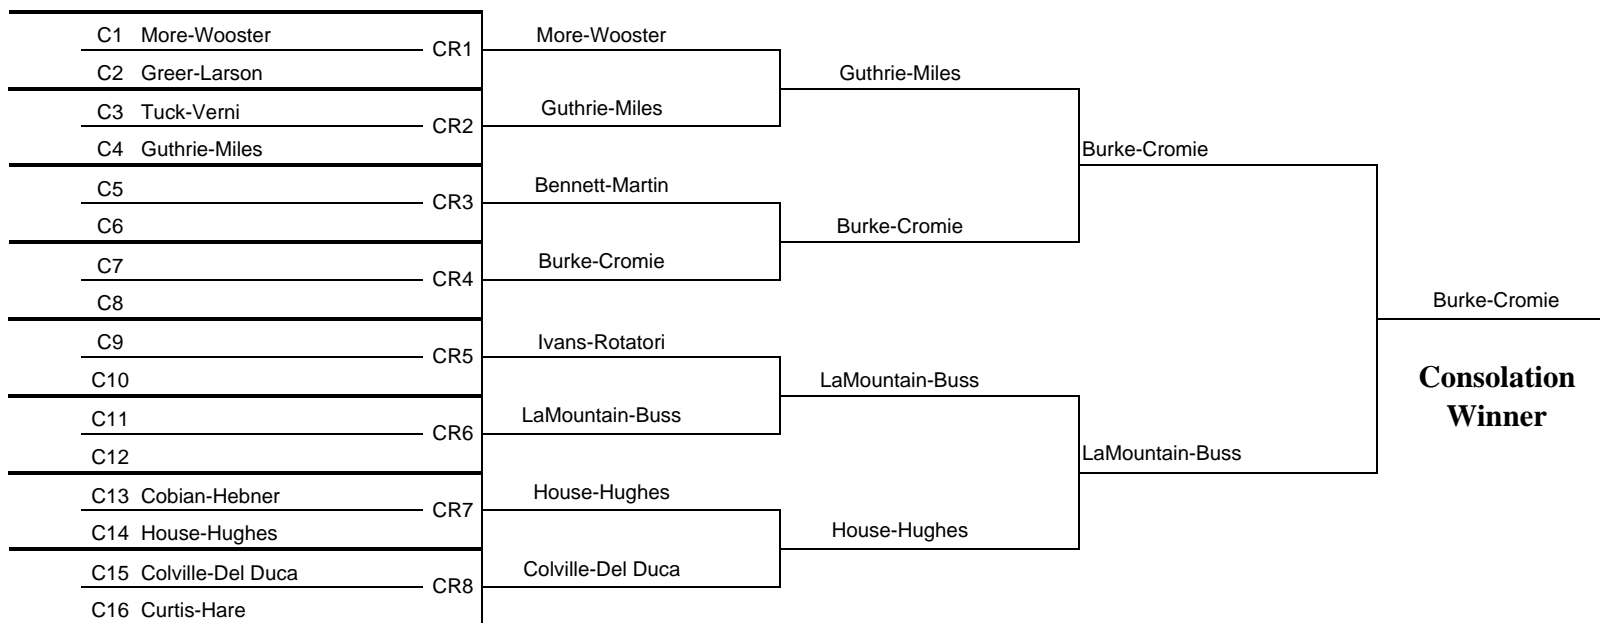 C1 More-Wooster
CR1
C2 Greer-Larson
C3 Tuck-Verni
CR2
C4 Guthrie-Miles
C5
CR3
C6
C7
CR4
C8
C9
CR5
C10
C11
CR6
C12
C13 Cobian-Hebner
CR7
C14 House-Hughes
C15 Colville-Del Duca
CR8
C16 Curtis-Hare
More-Wooster
Guthrie-Miles
Bennett-Martin
Burke-Cromie
Ivans-Rotatori
LaMountain-Buss
House-Hughes
Colville-Del Duca
Guthrie-Miles
Burke-Cromie
LaMountain-Buss
House-Hughes
Burke-Cromie
LaMountain-Buss
Burke-Cromie
Consolation
Winner